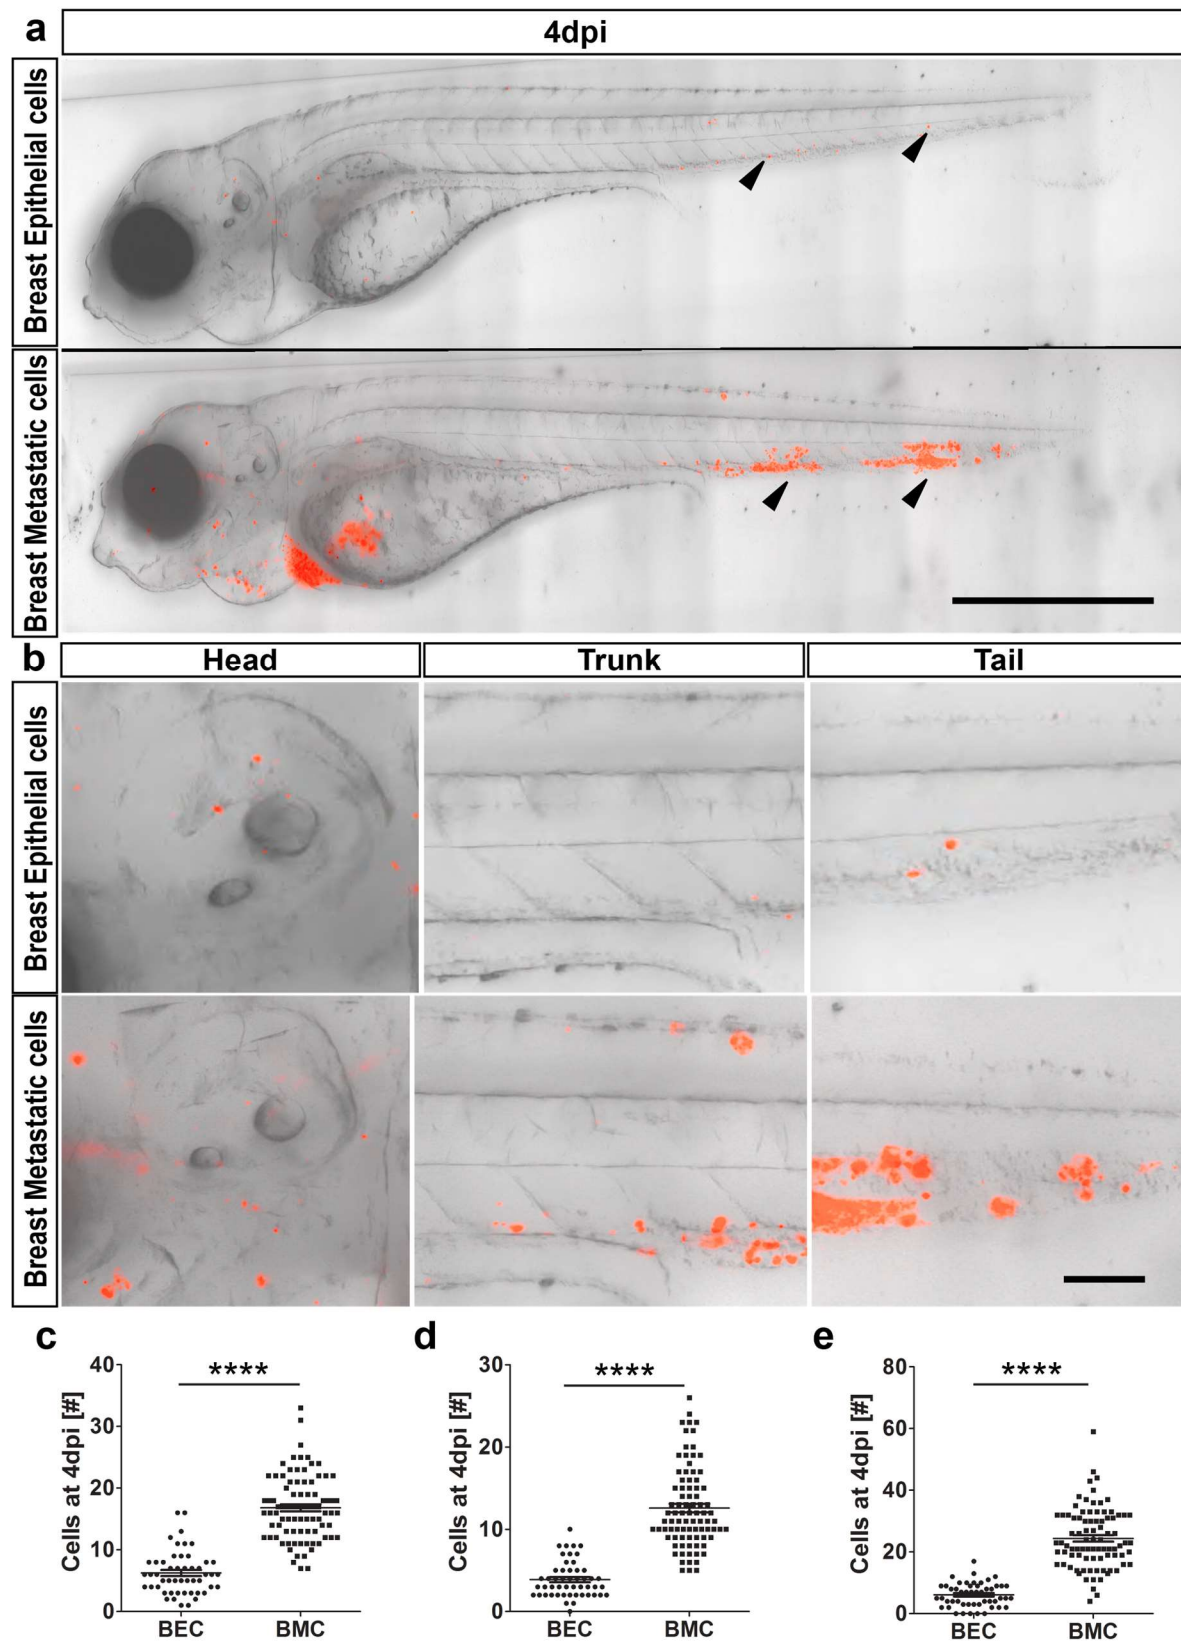 a
4dpi
Breast Epithelial cells
Breast Metastatic cells
b
Head
Trunk
Tail
Breast Epithelial cells
Breast Metastatic cells
c
****
Cells at 4dpi [#]
40
30
20
10
0
BEC
BMC
d
****
Cells at 4dpi [#]
30
20
10
0
BEC
BMC
e
****
Cells at 4dpi [#]
80
60
40
20
0
BEC
BMC